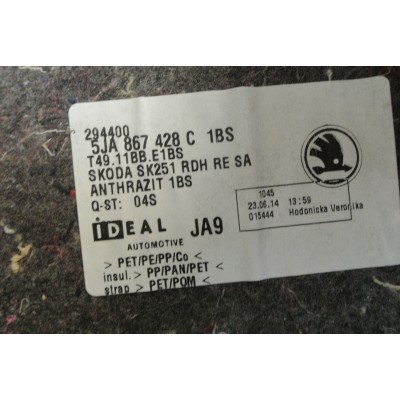 294400
5JA 867 428 C 1BS
T49.11BB.E1BS
SKODA SK251 RDH RE SA
ANTHRAZIT 1BS
Q-ST: 04S
1045
23.06.14 13:59
015444 Hodonicka Veronika
iDEAL JA9
AUTOMOTIVE
> PET/PE/PP/Co <
insul. > PP/PAN/PET <
strap > PET/POM <